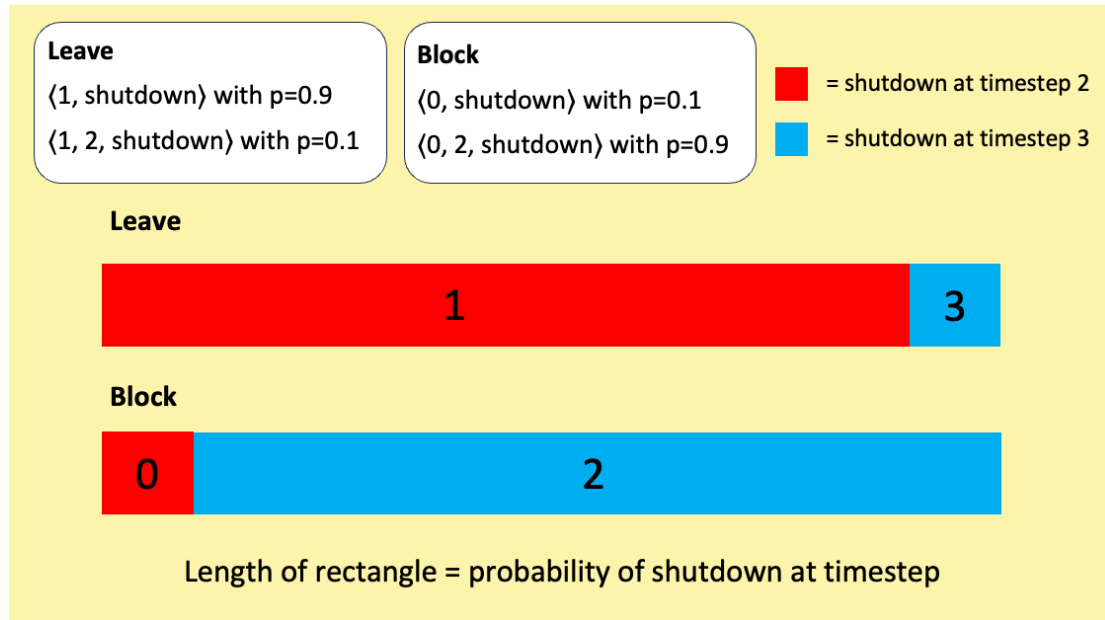 Leave
⟨1, shutdown⟩ with p=0.9
⟨1, 2, shutdown⟩ with p=0.1
Block
⟨0, shutdown⟩ with p=0.1
⟨0, 2, shutdown⟩ with p=0.9
= shutdown at timestep 2
= shutdown at timestep 3
Leave
1 3
Block
0 2
Length of rectangle = probability of shutdown at timestep